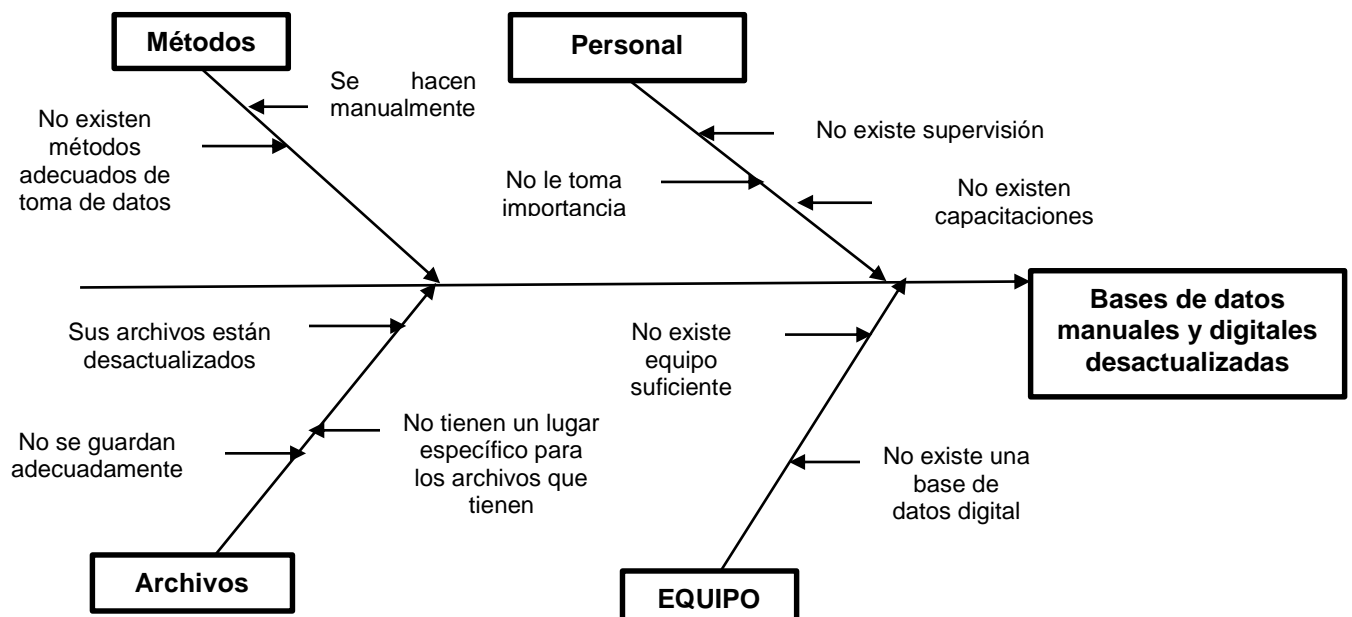 Métodos
Personal
Se hacen
manualmente
No existen
métodos
adecuados de
toma de datos
No existe supervisión
No le toma
importancia
No existen
capacitaciones
Bases de datos
manuales y digitales
desactualizadas
Sus archivos están
desactualizados
No existe
equipo
suficiente
No se guardan
adecuadamente
No tienen un lugar
específico para
los archivos que
tienen
No existe una
base de
datos digital
Archivos
EQUIPO